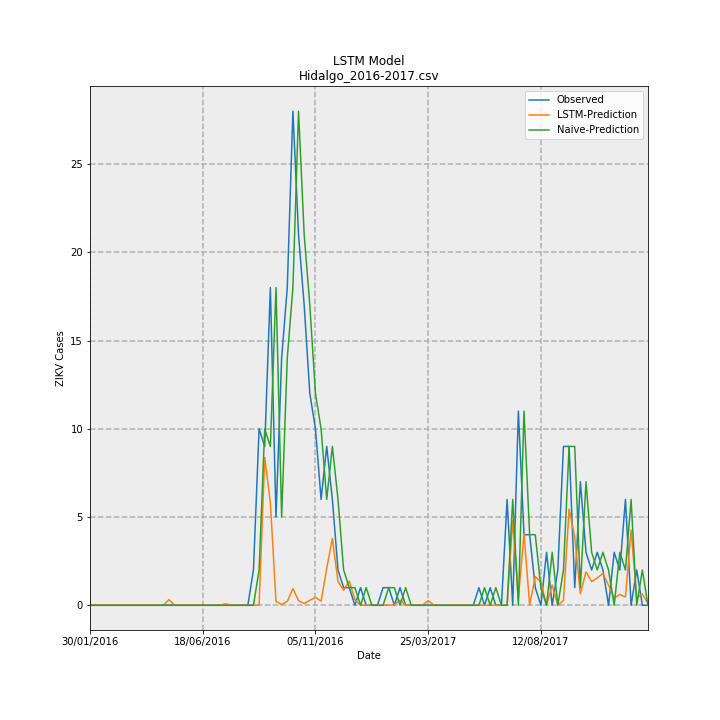 LSTM Model
Hidalgo_2016-2017.csv
Observed
LSTM-Prediction
Naive-Prediction
ZIKV Cases
25
20
15
10
5
0
30/01/2016
18/06/2016
05/11/2016
25/03/2017
12/08/2017
Date